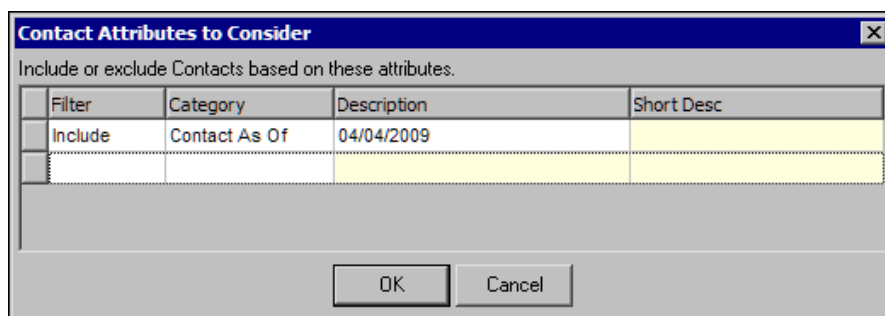 Contact Attributes to Consider
Include or exclude Contacts based on these attributes.
Filter Category Description Short Desc
Include Contact As Of 04/04/2009
OK Cancel